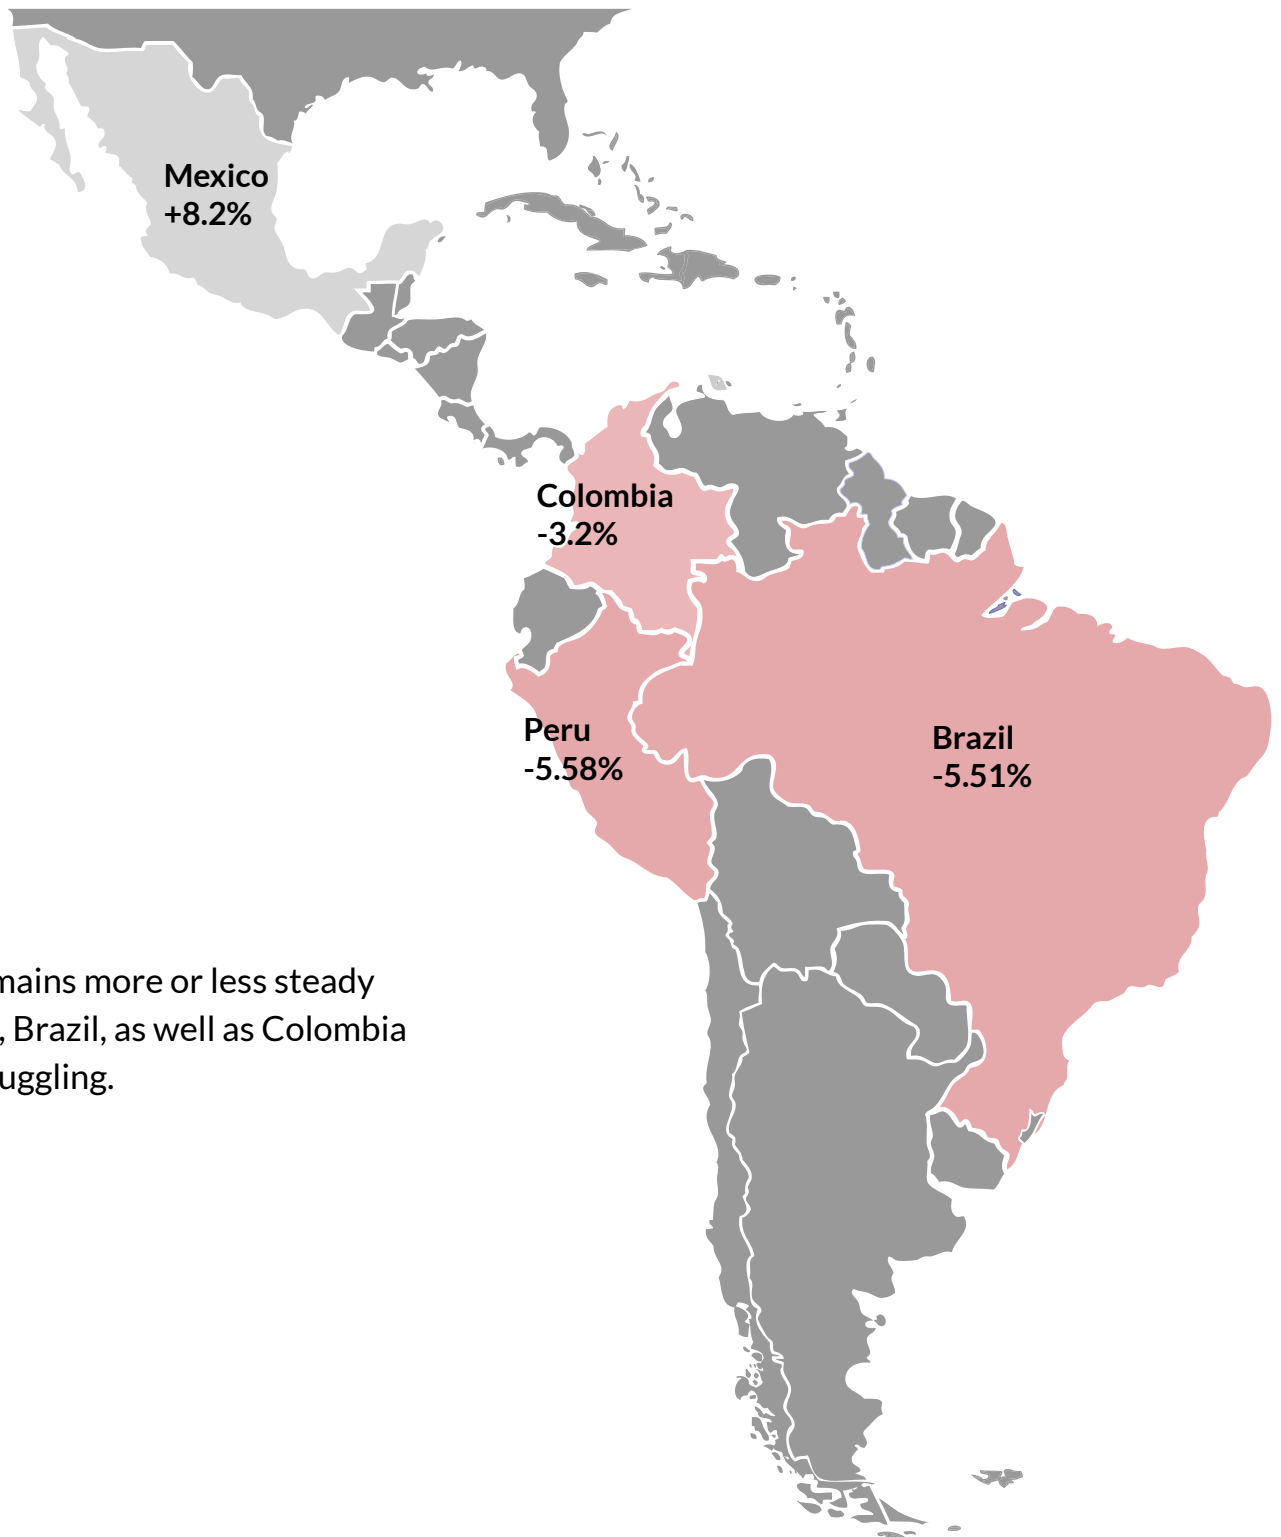 Mexico
+8.2%
Colombia
-3.2%
Peru
-5.58%
Brazil
-5.51%
mains more or less steady
, Brazil, as well as Colombia
uggling.